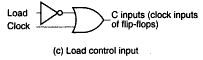 Load
Clock
C inputs (clock inputs
of flip-flops)
(c) Load control input